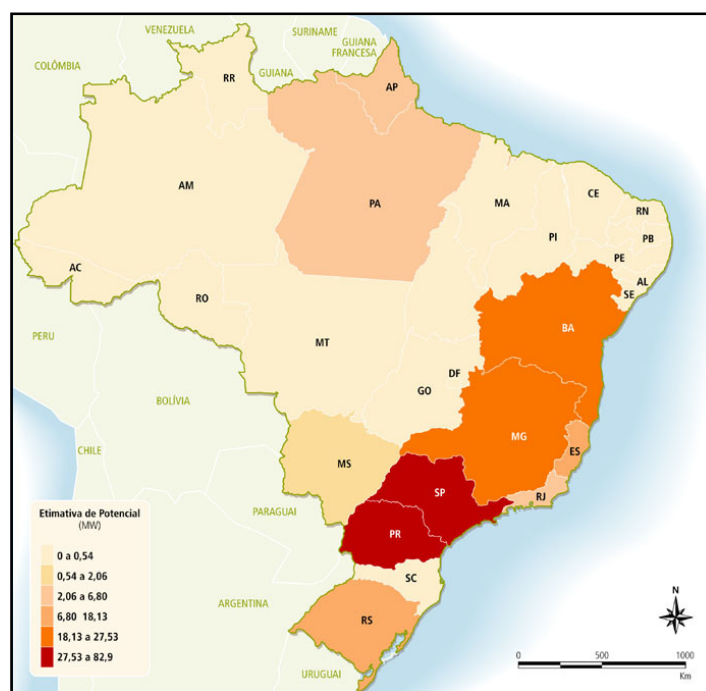 VENEZUELA
SURINAME
GUIANA
FRANCESA
COLÔMBIA
GUIANA
RR
AP
AM
PA
MA
CE
RN
PI
PB
PE
AL
SE
AC
RO
PERU
MT
BA
DF
GO
BOLÍVIA
MG
ES
CHILE
MS
SP
RJ
PARAGUAI
PR
SC
ARGENTINA
RS
URUGUAI
Etimativa de Potencial
(MW)
0 a 0,54
0,54 a 2,06
2,06 a 6,80
6,80 18,13
18,13 a 27,53
27,53 a 82,9
N
0 500 1000
Km